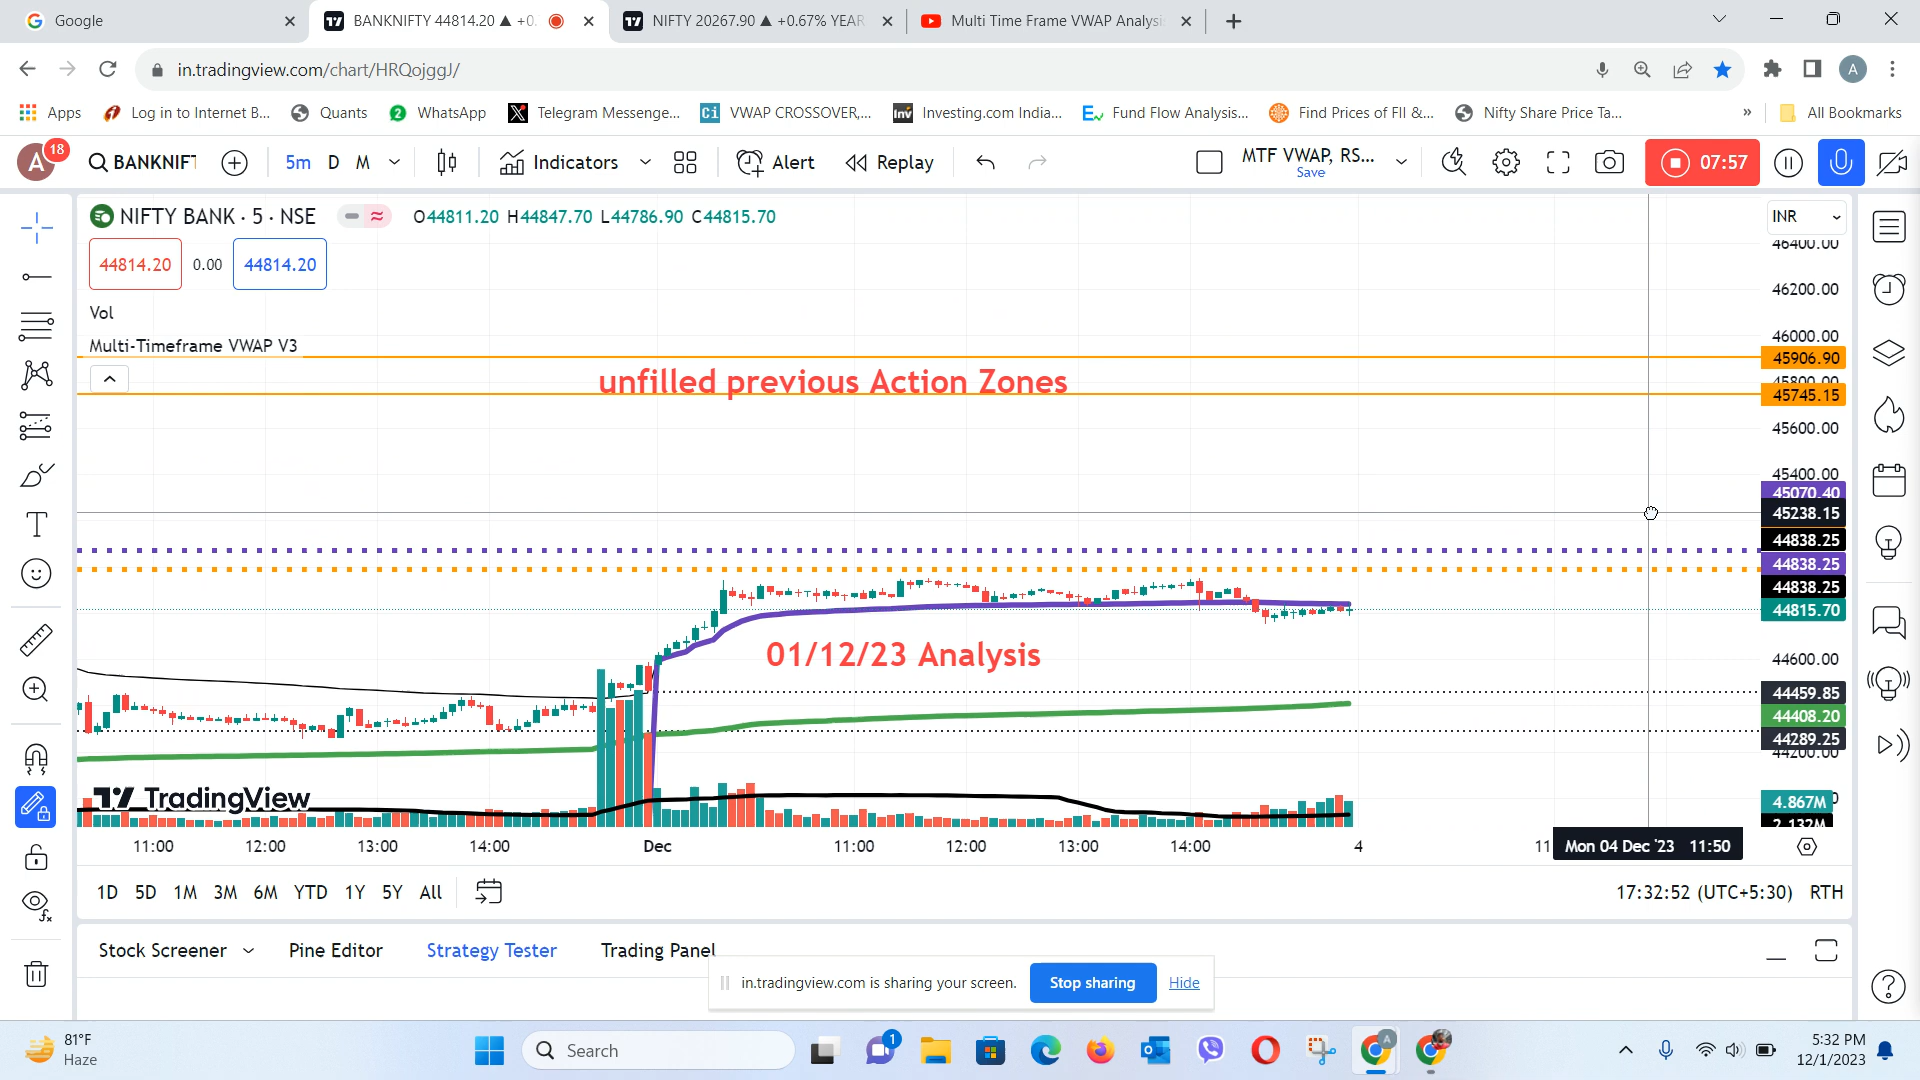 Google
BANKNIFTY 44814.20 ▲ +0.
NIFTY 20267.90 ▲ +0.67% YEAR
Multi Time Frame VWAP Analysi
in.tradingview.com/chart/HRQojggJ/
A
Apps
Log in to Internet B...
Quants
WhatsApp
Telegram Messenge...
VWAP CROSSOVER,...
Investing.com India...
Fund Flow Analysis...
Find Prices of FII &...
Nifty Share Price Ta...
»
All Bookmarks
A 18
BANKNIFT
5m D M
Indicators
Alert
Replay
MTF VWAP, RS...
Save
07:57
NIFTY BANK · 5 · NSE
O44811.20 H44847.70 L44786.90 C44815.70
INR
44814.20 0.00 44814.20
Vol
Multi-Timeframe VWAP V3
unfilled previous Action Zones
01/12/23 Analysis
46400.00
46200.00
46000.00
45906.90
45800.00
45745.15
45600.00
45400.00
45070.40
45238.15
44838.25
44838.25
44838.25
44815.70
44600.00
44459.85
44408.20
44289.25
44200.00
4.867M
2.132M
TradingView
11:00 12:00 13:00 14:00 Dec 11:00 12:00 13:00 14:00 4 11: Mon 04 Dec '23 11:50
1D 5D 1M 3M 6M YTD 1Y 5Y All
17:32:52 (UTC+5:30) RTH
Stock Screener
Pine Editor
Strategy Tester
Trading Panel
in.tradingview.com is sharing your screen.
Stop sharing
Hide
81°F
Haze
Search
1
A
5:32 PM
12/1/2023